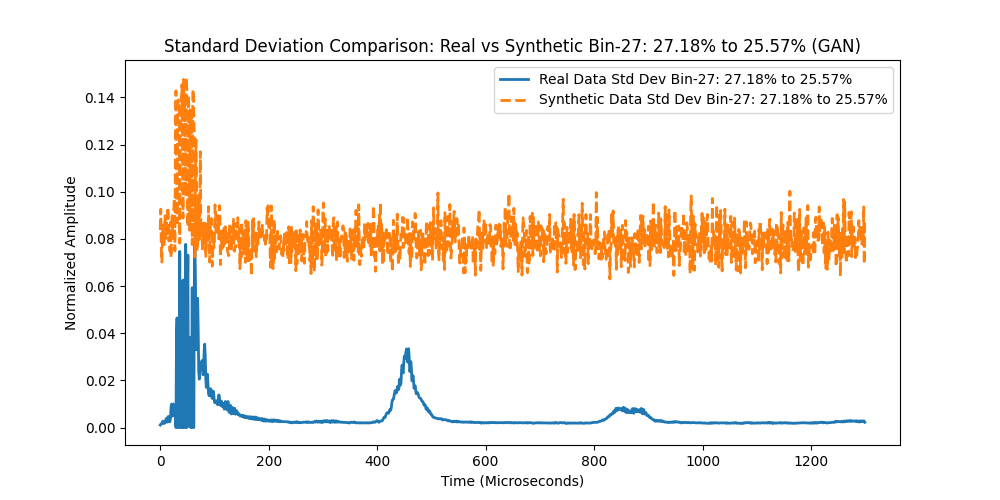 Standard Deviation Comparison: Real vs Synthetic Bin-27: 27.18% to 25.57% (GAN)
Real Data Std Dev Bin-27: 27.18% to 25.57%
Synthetic Data Std Dev Bin-27: 27.18% to 25.57%
Normalized Amplitude
0.14
0.12
0.10
0.08
0.06
0.04
0.02
0.00
0 200 400 600 800 1000 1200
Time (Microseconds)